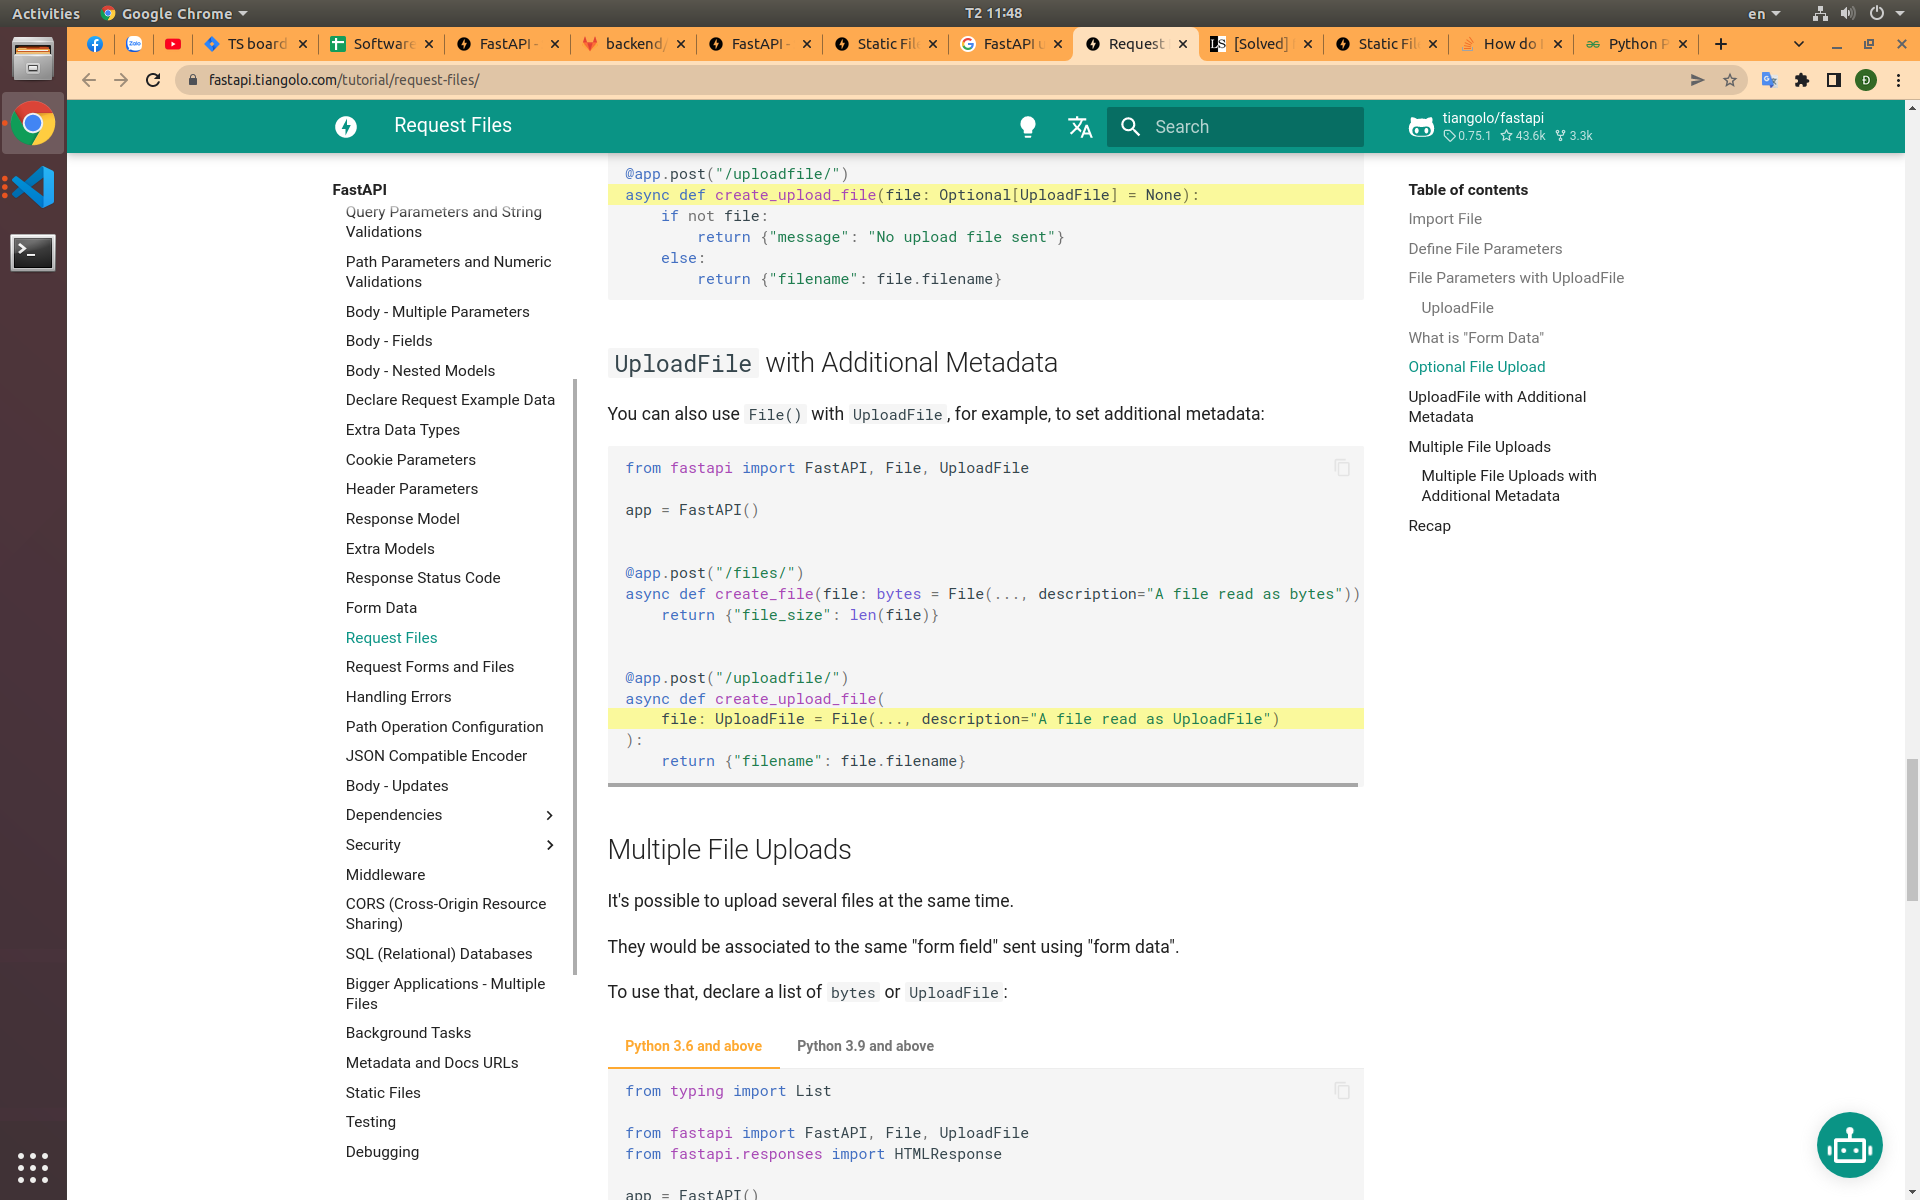 Activities
Google Chrome
T2 11:48
en
Zalo
TS board
Software
FastAPI -
backend/
FastAPI -
Static File
FastAPI u
Request
LS
[Solved]
Static File
How do
Python P
fastapi.tiangolo.com/tutorial/request-files/
Đ
Request Files
Search
tiangolo/fastapi
0.75.1 43.6k 3.3k
FastAPI
Query Parameters and String
Validations
Path Parameters and Numeric
Validations
Body - Multiple Parameters
Body - Fields
Body - Nested Models
Declare Request Example Data
Extra Data Types
Cookie Parameters
Header Parameters
Response Model
Extra Models
Response Status Code
Form Data
Request Files
Request Forms and Files
Handling Errors
Path Operation Configuration
JSON Compatible Encoder
Body - Updates
Dependencies
Security
Middleware
CORS (Cross-Origin Resource
Sharing)
SQL (Relational) Databases
Bigger Applications - Multiple
Files
Background Tasks
Metadata and Docs URLs
Static Files
Testing
Debugging
@app.post("/uploadfile/")
async def create_upload_file(file: Optional[UploadFile] = None):
if not file:
return {"message": "No upload file sent"}
else:
return {"filename": file.filename}
UploadFile with Additional Metadata
You can also use File() with UploadFile, for example, to set additional metadata:
from fastapi import FastAPI, File, UploadFile
app = FastAPI()
@app.post("/files/")
async def create_file(file: bytes = File(..., description="A file read as bytes"))
return {"file_size": len(file)}
@app.post("/uploadfile/")
async def create_upload_file(
file: UploadFile = File(..., description="A file read as UploadFile")
):
return {"filename": file.filename}
Multiple File Uploads
It's possible to upload several files at the same time.
They would be associated to the same "form field" sent using "form data".
To use that, declare a list of bytes or UploadFile:
Python 3.6 and above
Python 3.9 and above
from typing import List
from fastapi import FastAPI, File, UploadFile
from fastapi.responses import HTMLResponse
app = FastAPI()
Table of contents
Import File
Define File Parameters
File Parameters with UploadFile
UploadFile
What is "Form Data"
Optional File Upload
UploadFile with Additional
Metadata
Multiple File Uploads
Multiple File Uploads with
Additional Metadata
Recap